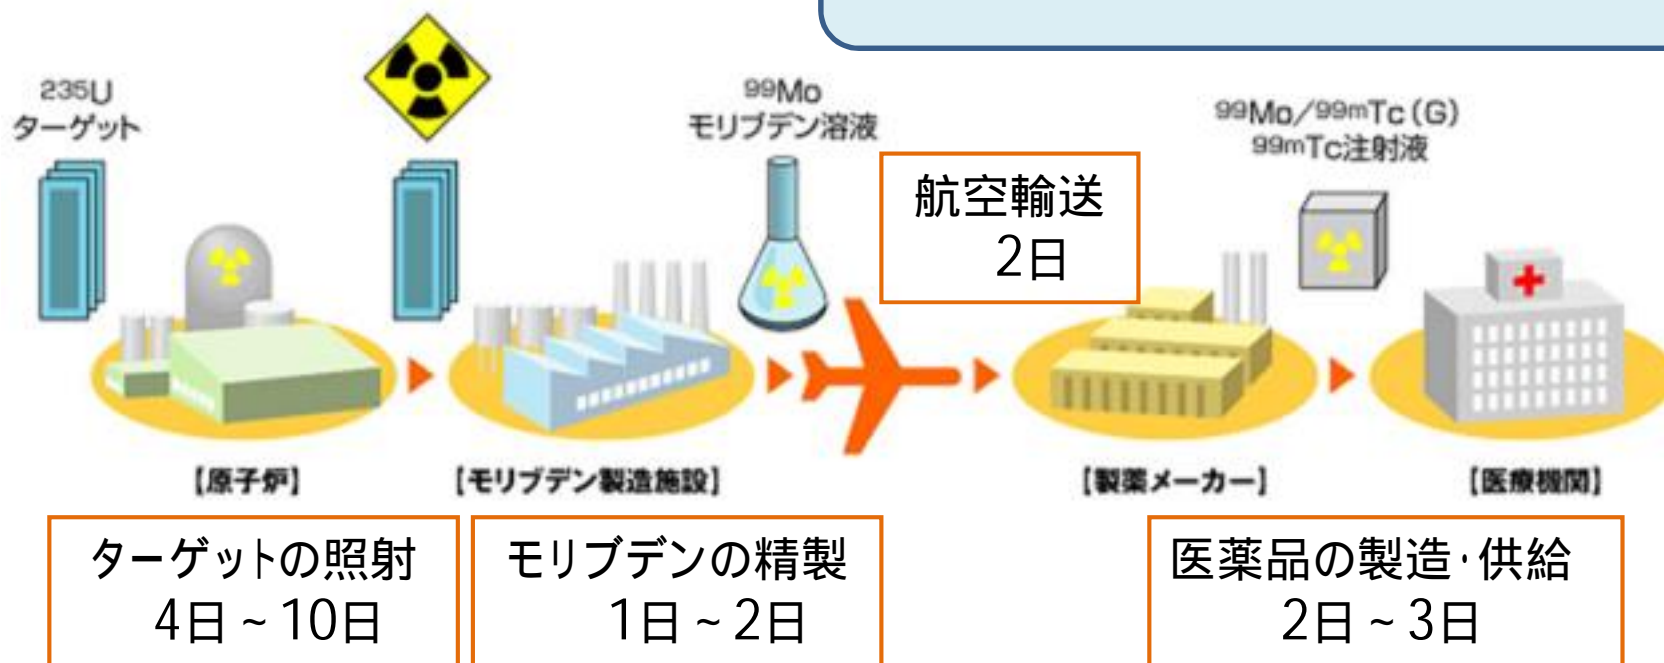 235U
ターゲット
99Mo
モリブデン溶液
航空輸送
2日
99Mo/99mTc(G)
99mTc注射液
【原子炉】
【モリブデン製造施設】
【製薬メーカー】
【医療機関】
ターゲットの照射
4日~10日
モリブデンの精製
1日~2日
医薬品の製造・供給
2日~3日